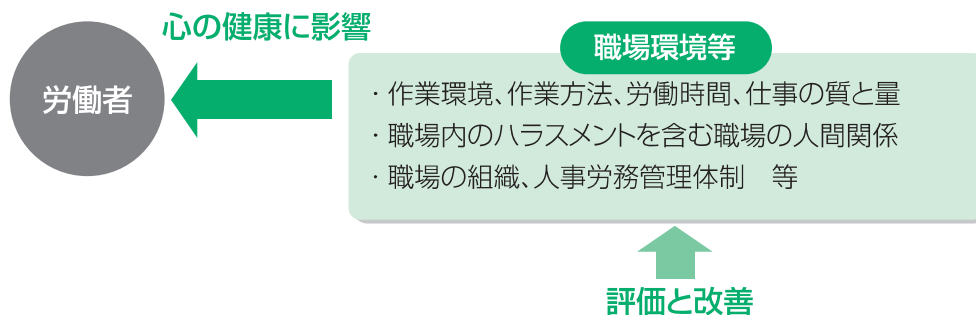 心の健康に影響
職場環境等
労働者
・作業環境、作業方法、労働時間、仕事の質と量
・職場内のハラスメントを含む職場の人間関係
・職場の組織、人事労務管理体制　等
評価と改善